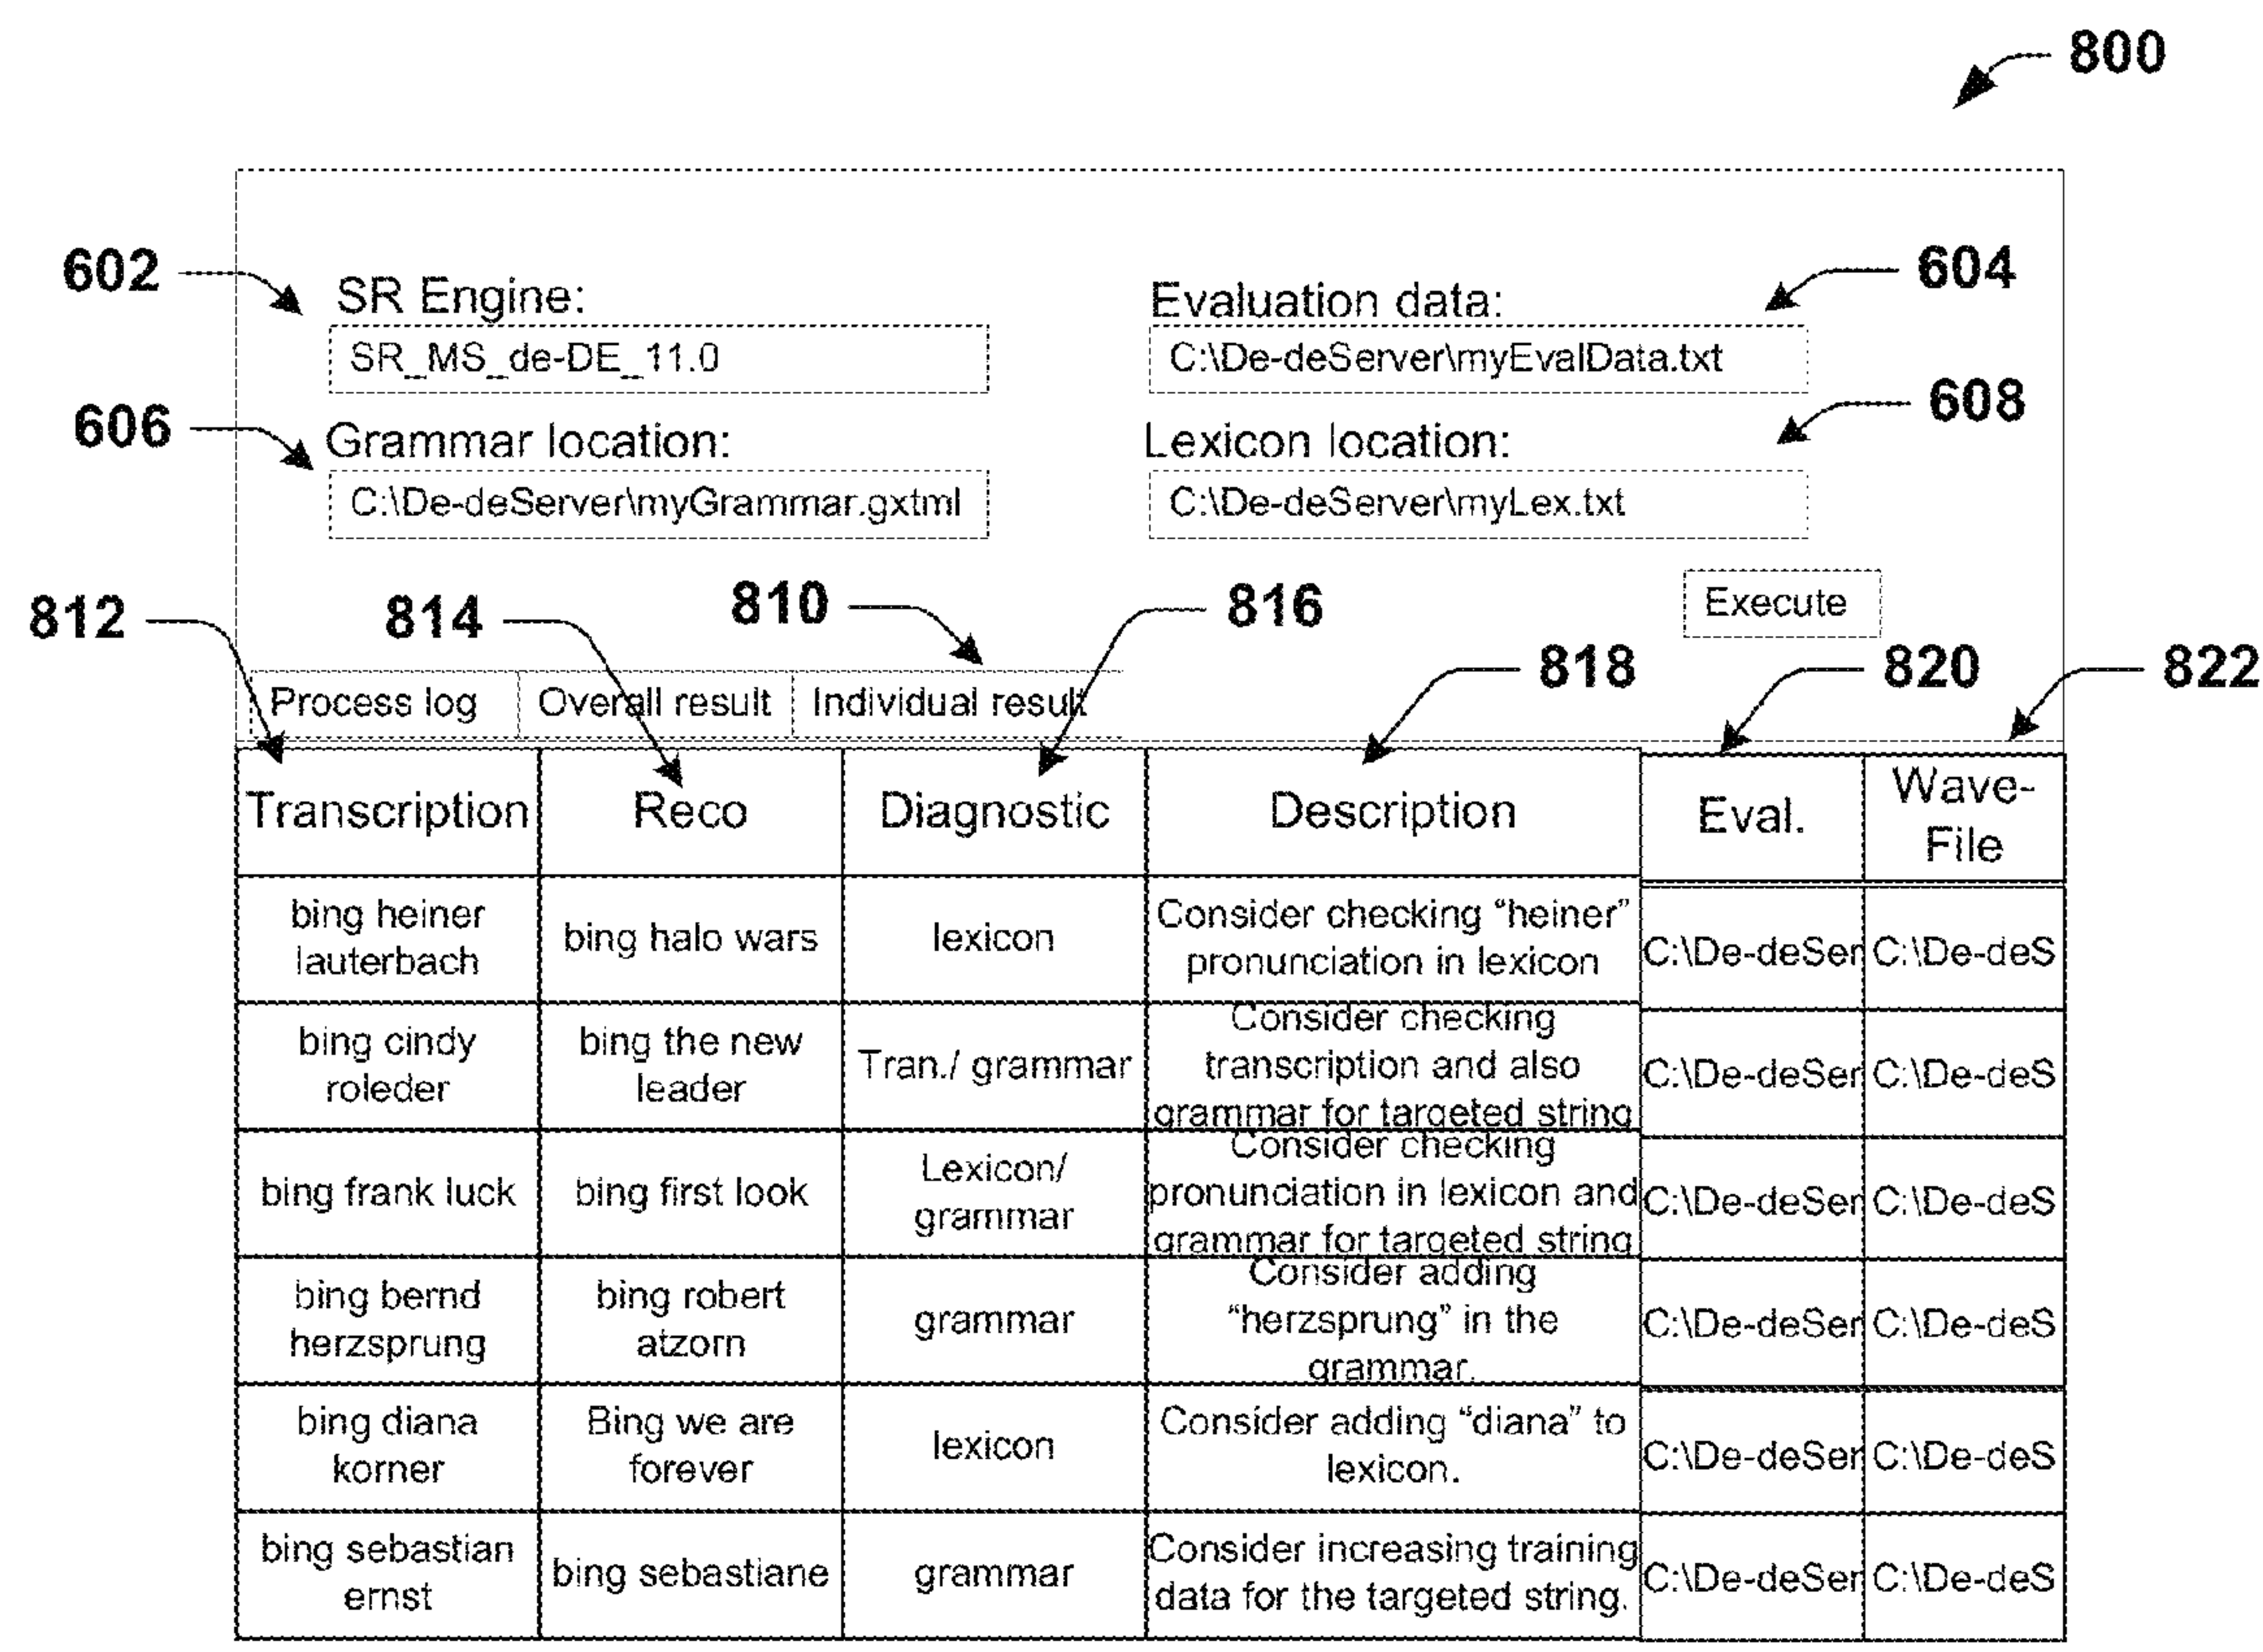 800
602
SR Engine:
SR_MS_de-DE_11.0
Evaluation data:
604
C:\De-deServer\myEvalData.txt
606
Grammar location:
C:\De-deServer\myGrammar.gxtml
Lexicon location:
608
C:\De-deServer\myLex.txt
Execute
812
814
810
816
818
820
822
Process log
Overall result
Individual result
Transcription
Reco
Diagnostic
Description
Eval.
Wave-
File
bing heiner
lauterbach
bing halo wars
lexicon
Consider checking “heiner”
pronunciation in lexicon
C:\De-deSer
C:\De-deS
bing cindy
roleder
bing the new
leader
Tran./ grammar
Consider checking
transcription and also
grammar for targeted string
C:\De-deSer
C:\De-deS
bing frank luck
bing first look
Lexicon/
grammar
Consider checking
pronunciation in lexicon and
grammar for targeted string
C:\De-deSer
C:\De-deS
bing bernd
herzsprung
bing robert
atzorn
grammar
Consider adding
“herzsprung” in the
grammar.
C:\De-deSer
C:\De-deS
bing diana
korner
Bing we are
forever
lexicon
Consider adding “diana” to
lexicon.
C:\De-deSer
C:\De-deS
bing sebastian
ernst
bing sebastiane
grammar
Consider increasing training
data for the targeted string.
C:\De-deSer
C:\De-deS